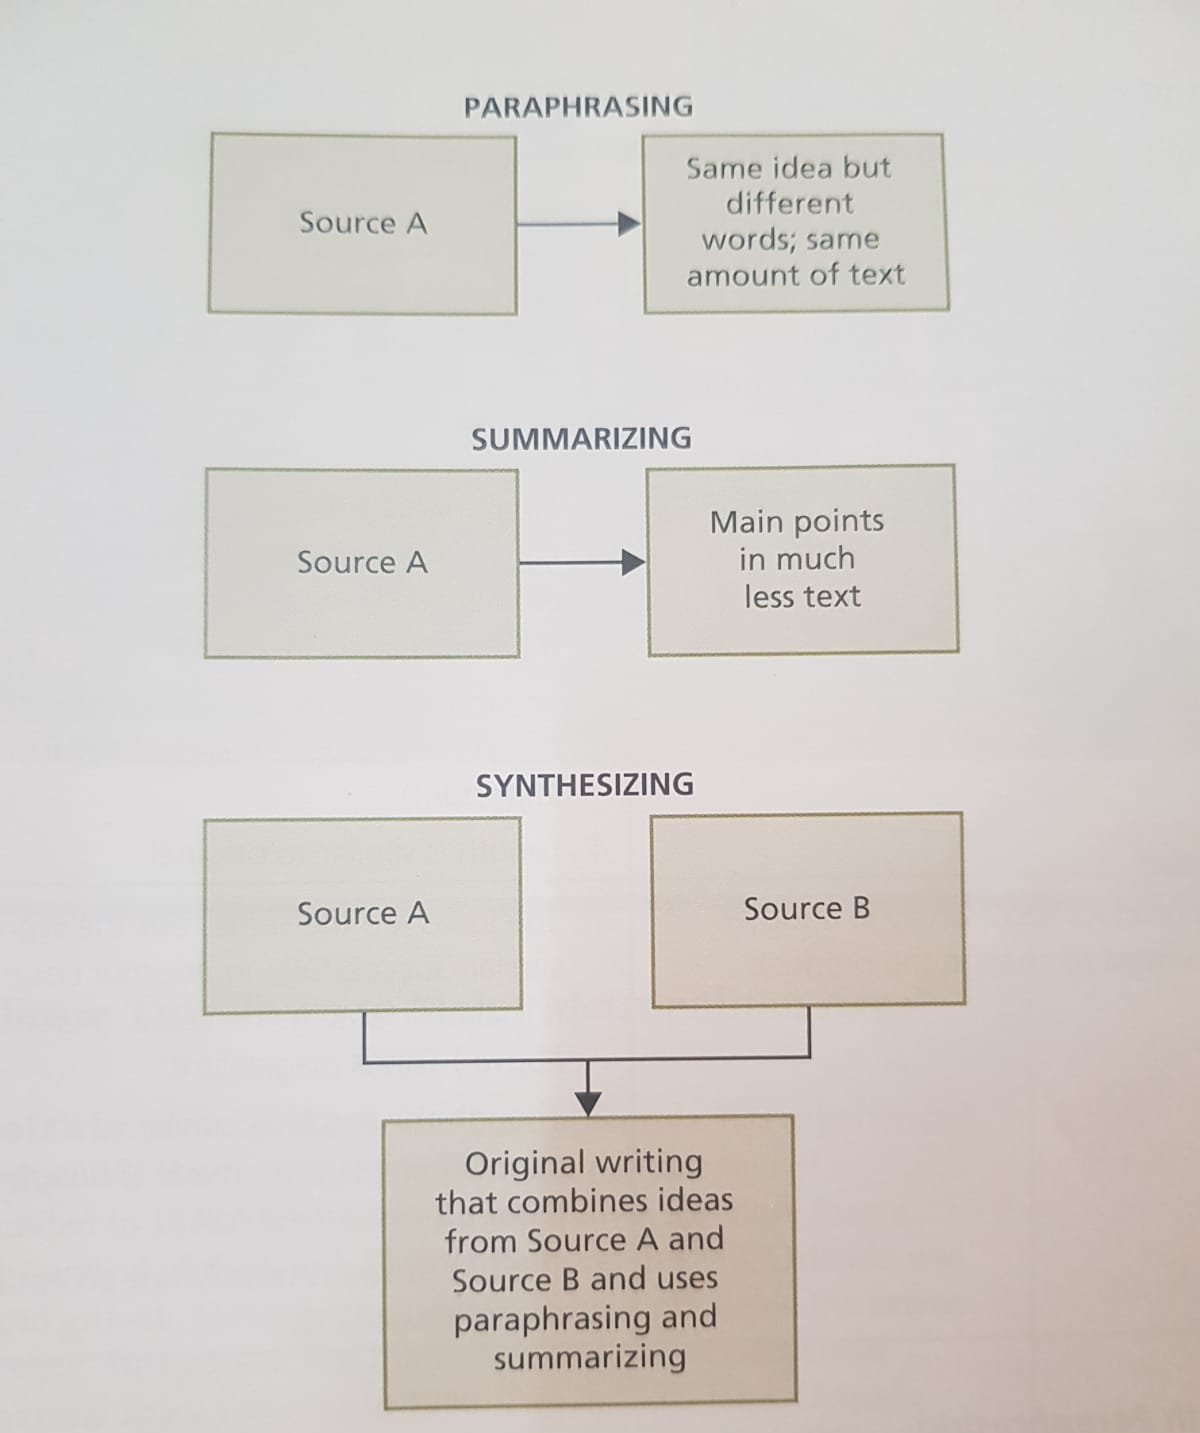 PARAPHRASING
Source A
Same idea but
different
words; same
amount of text
SUMMARIZING
Source A
Main points
in much
less text
SYNTHESIZING
Source A
Source B
Original writing
that combines ideas
from Source A and
Source B and uses
paraphrasing and
summarizing